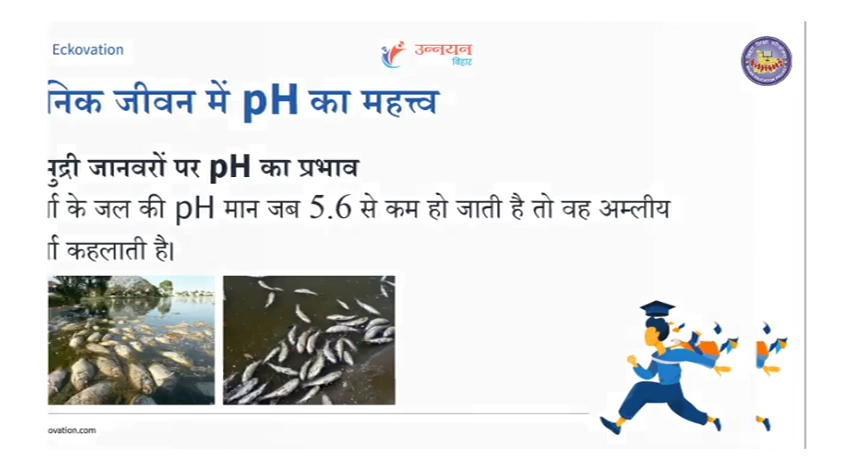 Eckovation
उन्नयन
बिहार
निक जीवन में pH का महत्त्व
मुद्री जानवरों पर pH का प्रभाव
र्षा के जल की pH मान जब 5.6 से कम हो जाती है तो वह अम्लीय
र्षा कहलाती है।
ovation.com